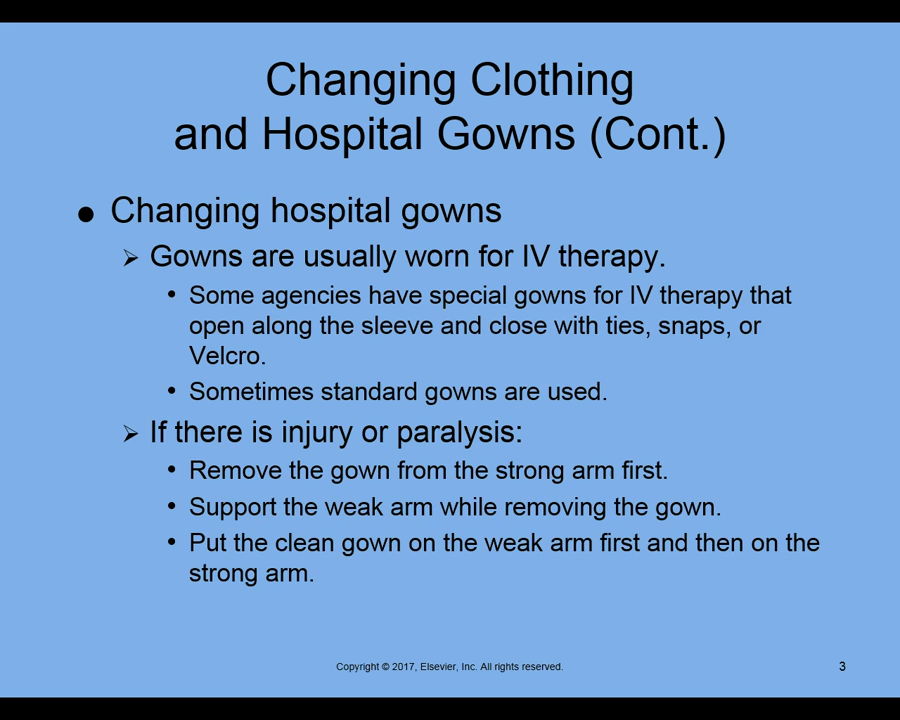 Changing Clothing
and Hospital Gowns (Cont.)
● Changing hospital gowns
➢ Gowns are usually worn for IV therapy.
• Some agencies have special gowns for IV therapy that
open along the sleeve and close with ties, snaps, or
Velcro.
• Sometimes standard gowns are used.
➢ If there is injury or paralysis:
• Remove the gown from the strong arm first.
• Support the weak arm while removing the gown.
• Put the clean gown on the weak arm first and then on the
strong arm.
Copyright © 2017, Elsevier, Inc. All rights reserved.
3